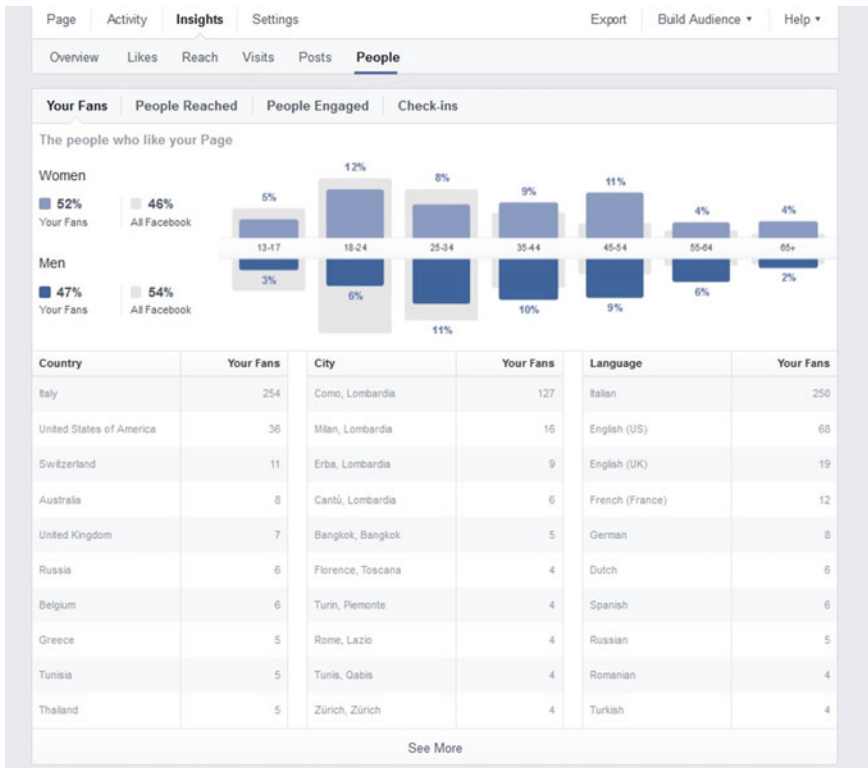 Page Activity Insights Settings Export Build Audience Help
Overview Likes Reach Visits Posts People
Your Fans People Reached People Engaged Check-ins
The people who like your Page
Women
52% 46%
Your Fans All Facebook
5% 12% 8% 9% 11% 4% 4%
13-17 18-24 25-34 35-44 45-54 55-64 65+
Men
47% 54%
Your Fans All Facebook
3% 6% 11% 10% 9% 6% 2%
Country Your Fans City Your Fans Language Your Fans
Italy 254 Como, Lombardia 127 Italian 250
United States of America 36 Milan, Lombardia 16 English (US) 68
Switzerland 11 Erba, Lombardia 9 English (UK) 19
Australia 8 Cantù, Lombardia 6 French (France) 12
United Kingdom 7 Bangkok, Bangkok 5 German 8
Russia 6 Florence, Toscana 4 Dutch 6
Belgium 6 Turin, Piemonte 4 Spanish 6
Greece 5 Rome, Lazio 4 Russian 5
Tunisia 5 Tunis, Qabis 4 Romanian 4
Thailand 5 Zürich, Zürich 4 Turkish 4
See More